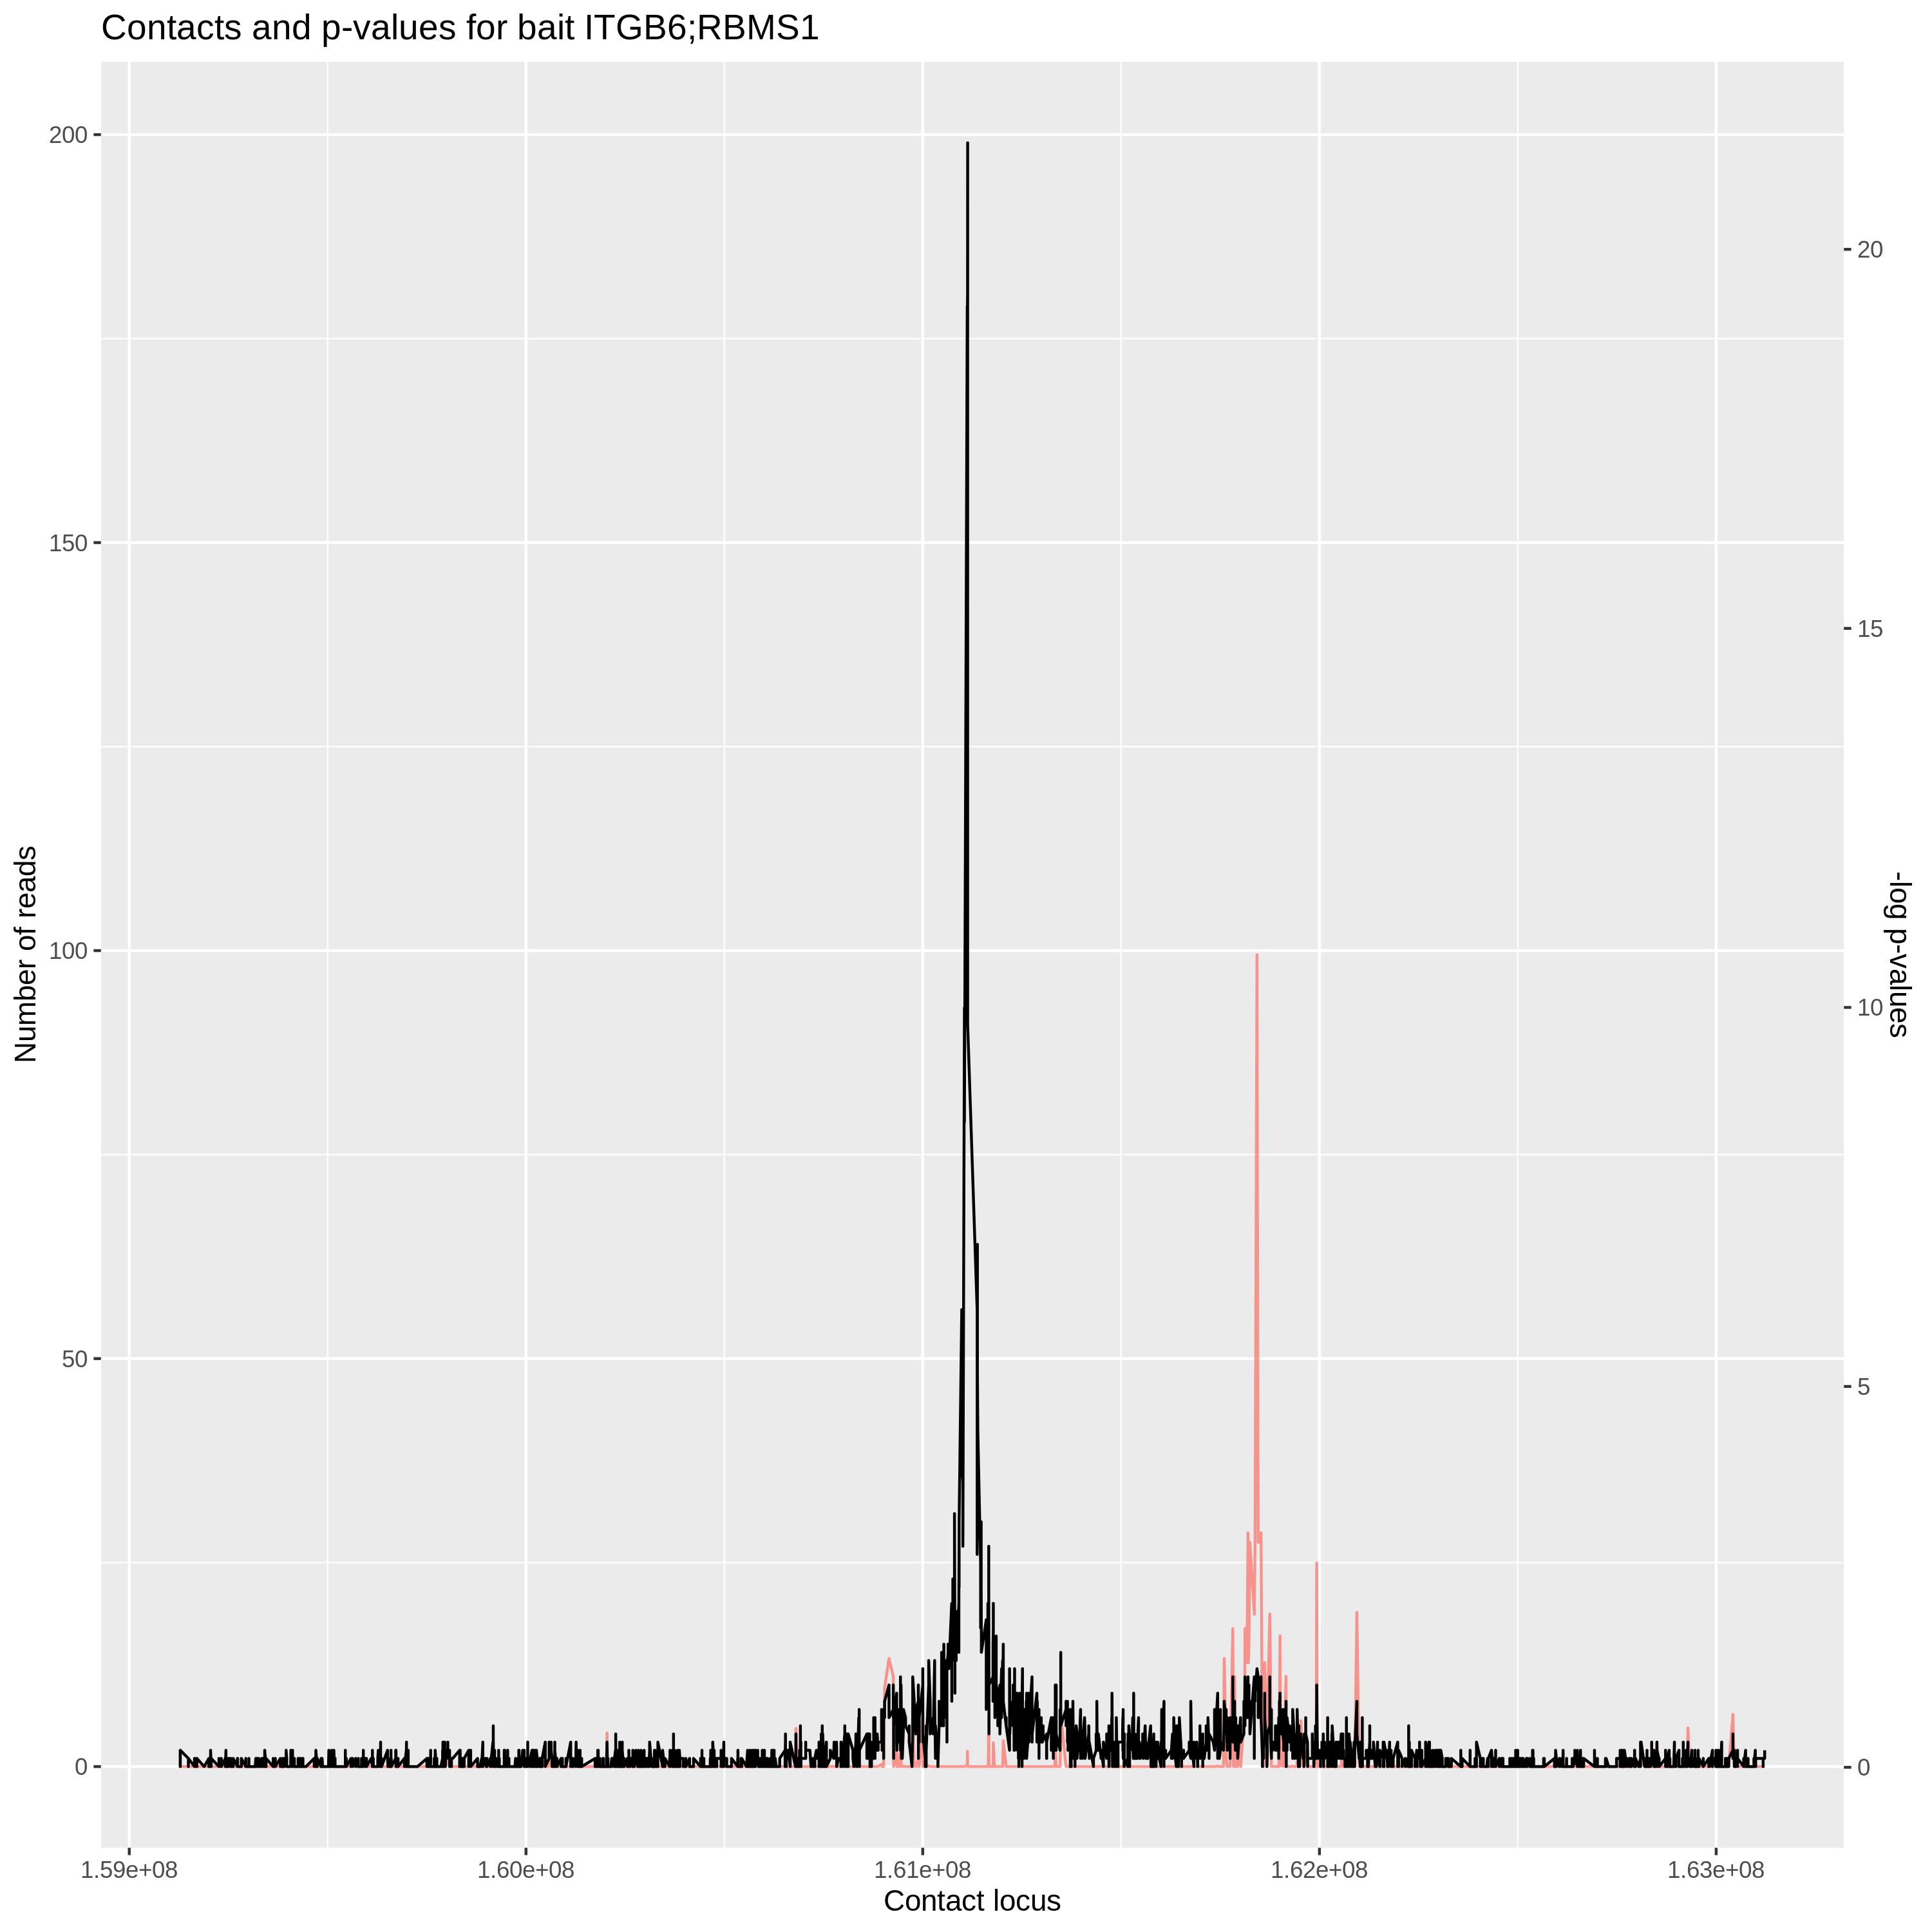 Contacts and p-values for bait ITGB6;RBMS1
Number of reads
200
150
100
50
0
20
15
10
5
0
-log p-values
1.59e+08
1.60e+08
1.61e+08
1.62e+08
1.63e+08
Contact locus